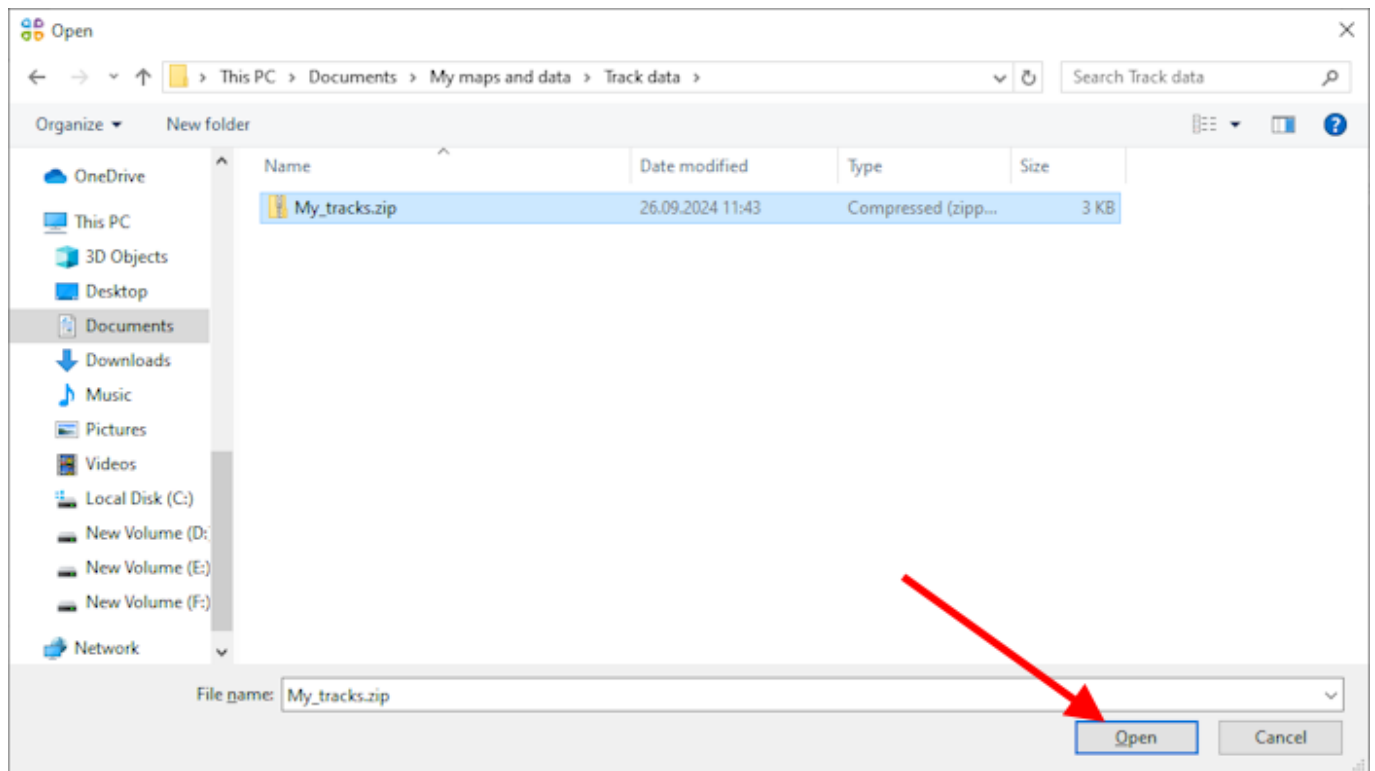 Open
This PC > Documents > My maps and data > Track data >
Search Track data
Organize
New folder
Name
Date modified
Type
Size
My_tracks.zip
26.09.2024 11:43
Compressed (zipp...
3 KB
OneDrive
This PC
3D Objects
Desktop
Documents
Downloads
Music
Pictures
Videos
Local Disk (C:)
New Volume (D:
New Volume (E:)
New Volume (F:)
Network
File name: My_tracks.zip
Open
Cancel